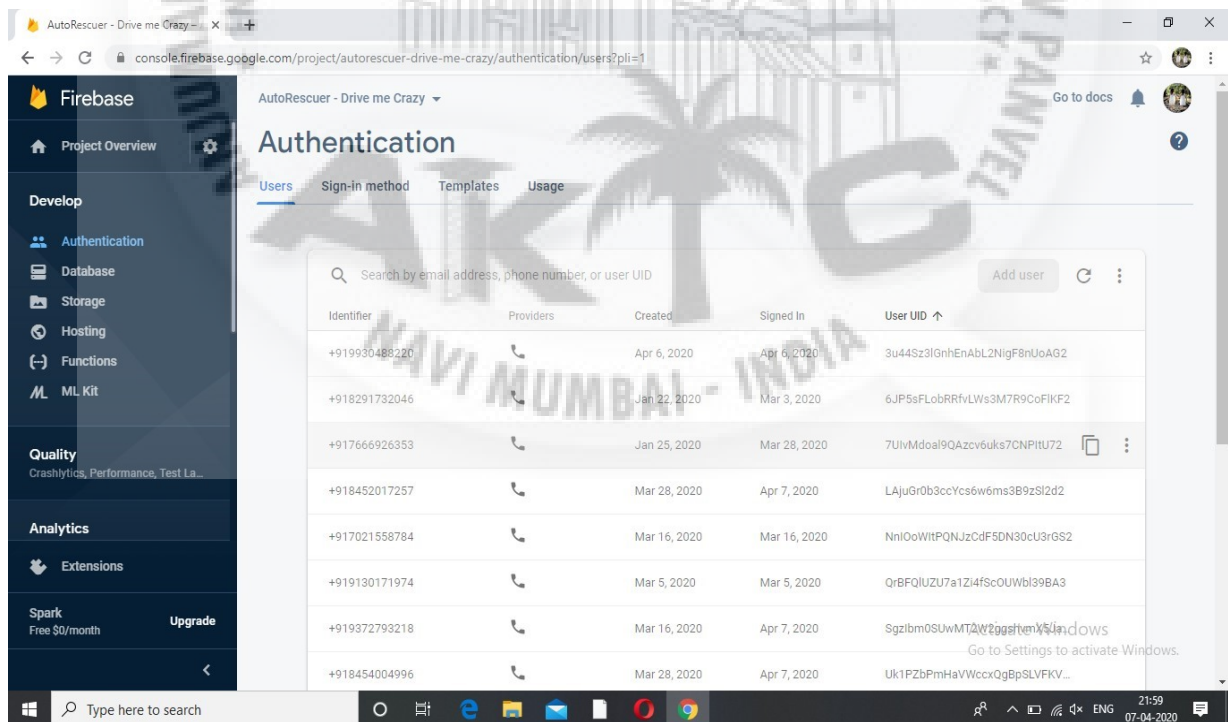 AutoRescuer - Drive me Crazy –
console.firebase.google.com/project/autorescuer-drive-me-crazy/authentication/users?pli=1
Firebase
AutoRescuer - Drive me Crazy
Go to docs
Project Overview
Authentication
Users Sign-in method Templates Usage
Develop
Authentication
Database
Storage
Hosting
Functions
ML Kit
Quality
Crashlytics, Performance, Test La...
Analytics
Extensions
Spark
Free $0/month
Upgrade
Search by email address, phone number, or user UID
Add user
Identifier Providers Created Signed In User UID
+919930488220 Apr 6, 2020 Apr 6, 2020 3u44Sz3lGnhEnAbL2NigF8nUoAG2
+918291732046 Jan 22, 2020 Mar 3, 2020 6JP5sFLobRRfvLWs3M7R9CoFlKF2
+917666926353 Jan 25, 2020 Mar 28, 2020 7UIvMdoal9QAzcv6uks7CNPItU72
+918452017257 Mar 28, 2020 Apr 7, 2020 LAjuGr0b3ccYcs6w6ms3B9zSl2d2
+917021558784 Mar 16, 2020 Mar 16, 2020 NnIOoWItPQNJzCdF5DN30cU3rGS2
+919130171974 Mar 5, 2020 Mar 5, 2020 QrBFQlUZU7a1Zi4fScOUWbl39BA3
+919372793218 Mar 16, 2020 Apr 7, 2020
+918454004996 Mar 28, 2020 Apr 7, 2020 Uk1PZbPmHaVWccxQgBpSLVFKV...
Activate Windows
Go to Settings to activate Windows.
AKTC
NAVI MUMBAI - INDIA
PANVEL
Type here to search
ENG
21:59
07-04-2020